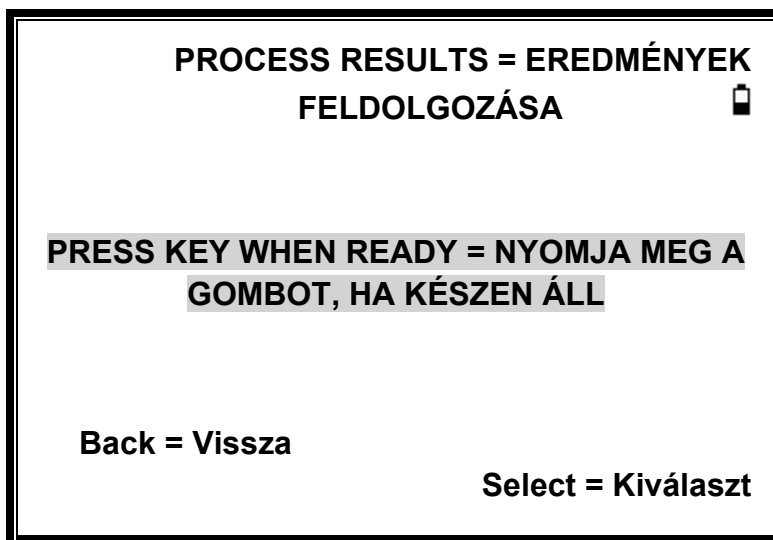 PROCESS RESULTS = EREDMÉNYEK
FELDOLGOZÁSA
PRESS KEY WHEN READY = NYOMJA MEG A
GOMBOT, HA KÉSZEN ÁLL
Back = Vissza
Select = Kiválaszt